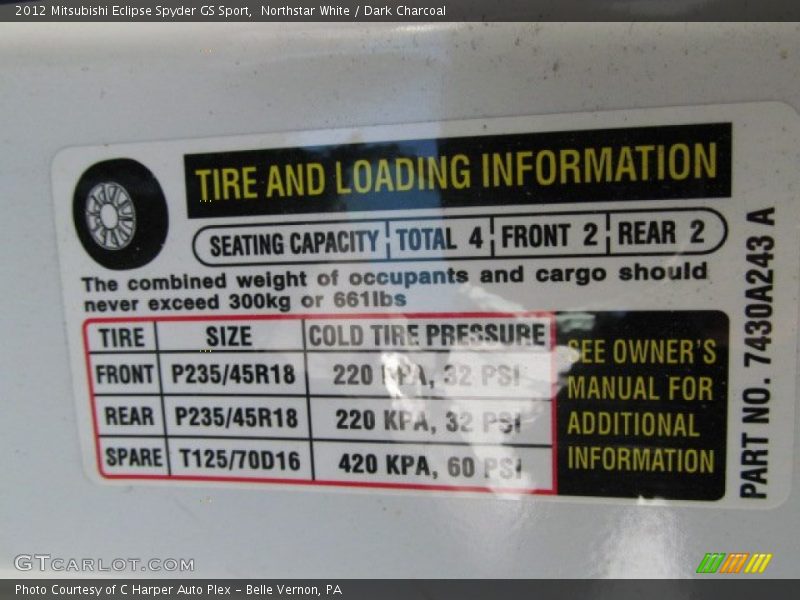 2012 Mitsubishi Eclipse Spyder GS Sport, Northstar White / Dark Charcoal
TIRE AND LOADING INFORMATION
SEATING CAPACITY TOTAL 4 FRONT 2 REAR 2
The combined weight of occupants and cargo should
never exceed 300kg or 661lbs
TIRE SIZE COLD TIRE PRESSURE
FRONT P235/45R18 220 KPA, 32 PSI
REAR P235/45R18 220 KPA, 32 PSI
SPARE T125/70D16 420 KPA, 60 PSI
SEE OWNER'S
MANUAL FOR
ADDITIONAL
INFORMATION
PART NO. 7430A243 A
GTCARLOT.COM
Photo Courtesy of C Harper Auto Plex - Belle Vernon, PA